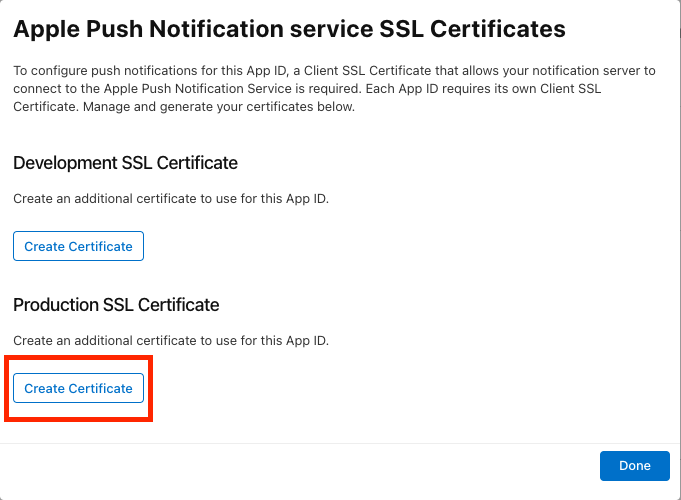 Apple Push Notification service SSL Certificates
To configure push notifications for this App ID, a Client SSL Certificate that allows your notification server to
connect to the Apple Push Notification Service is required. Each App ID requires its own Client SSL
Certificate. Manage and generate your certificates below.
Development SSL Certificate
Create an additional certificate to use for this App ID.
Create Certificate
Production SSL Certificate
Create an additional certificate to use for this App ID.
Create Certificate
Done